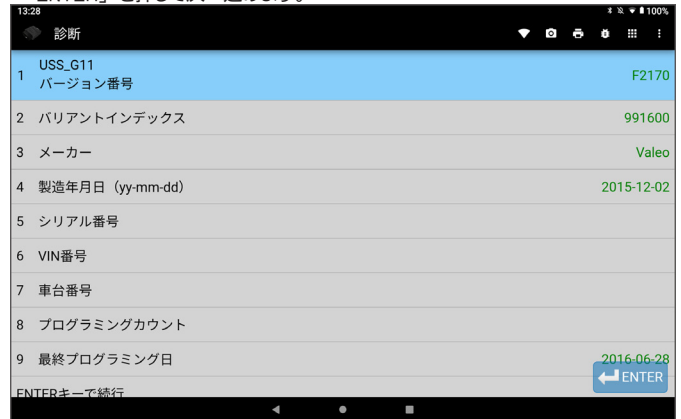 13:28
100%
診断
1 USS_G11
バージョン番号 F2170
2 バリアントインデックス 991600
3 メーカー Valeo
4 製造年月日（yy-mm-dd） 2015-12-02
5 シリアル番号
6 VIN番号
7 車台番号
8 プログラミングカウント
9 最終プログラミング日 2016-06-28
ENTERキーで続行
ENTER